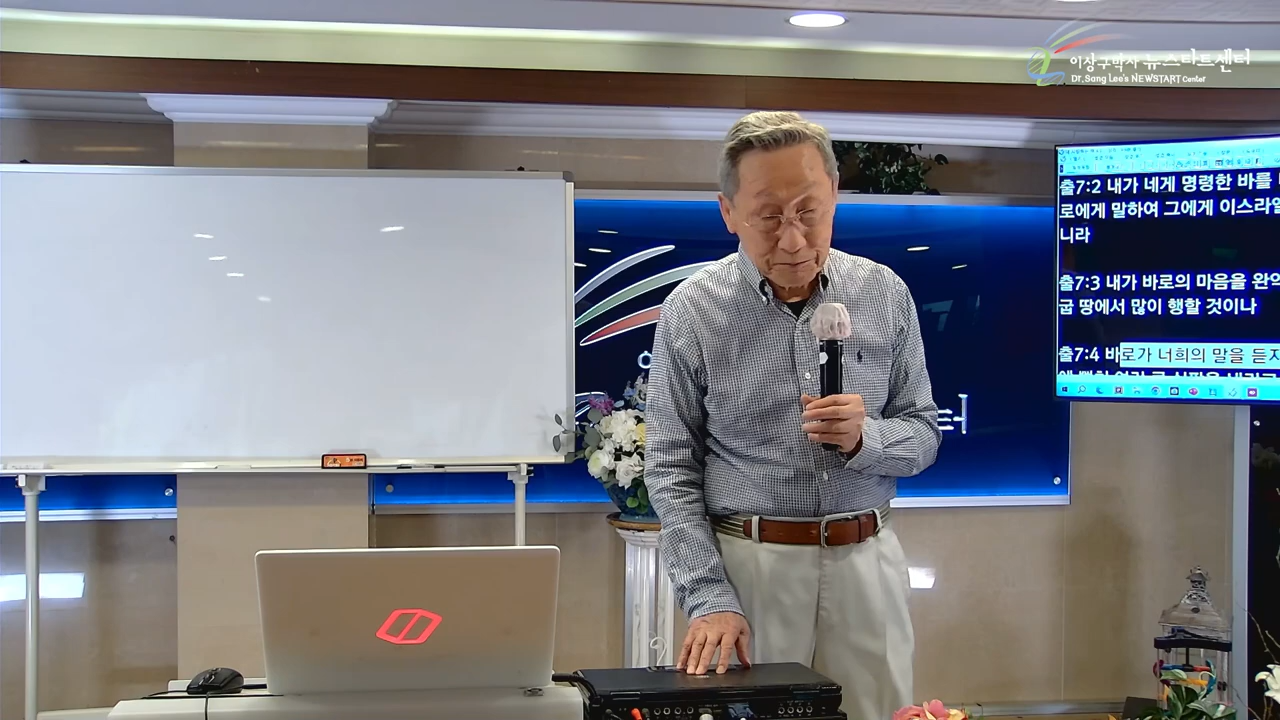 이상구박사 뉴스타트센터
Dr. Sang Lee's NEWSTART Center
출7:2 내가 네게 명령한 바를
로에게 말하여 그에게 이스라엘
니라
출7:3 내가 바로의 마음을 완악
굽 땅에서 많이 행할 것이나
출7:4 바로가 너희의 말을 듣지